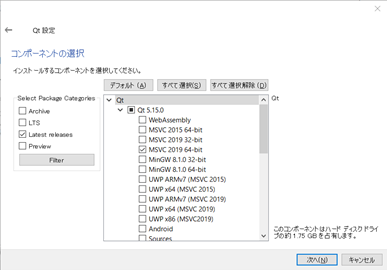 Qt 設定
コンポーネントの選択
インストールするコンポーネントを選択してください。
デフォルト (A)
すべて選択(S)
すべて選択解除 (D)
Select Package Categories
Archive
LTS
Latest releases
Preview
Filter
Qt
Qt 5.15.0
WebAssembly
MSVC 2015 64-bit
MSVC 2019 32-bit
MSVC 2019 64-bit
MinGW 8.1.0 32-bit
MinGW 8.1.0 64-bit
UWP ARMv7 (MSVC 2015)
UWP x64 (MSVC 2015)
UWP ARMv7 (MSVC2019)
UWP x64 (MSVC2019)
UWP x86 (MSVC2019)
Android
Sources
Qt
このコンポーネントはハード ディスクドライ
ブの約 1.75 GB を占有します。
次へ(N)
キャンセル